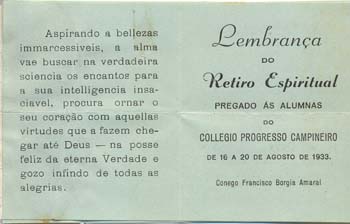 Aspirando a bellezas
immarcessiveis, a alma
vae buscar na verdadeira
sciencia os encantos para
a sua intelligencia insa-
ciavel, procura ornar o
seu coração com aquellas
virtudes que a fazem che-
gar até Deus — na posse
feliz da eterna Verdade e
gozo infindo de todas as
alegrias.
Lembrança
DO
Retiro Espiritual
PREGADO ÁS ALUMNAS
DO
COLLEGIO PROGRESSO CAMPINEIRO
DE 16 A 20 DE AGOSTO DE 1933.
Conego Francisco Borgia Amaral